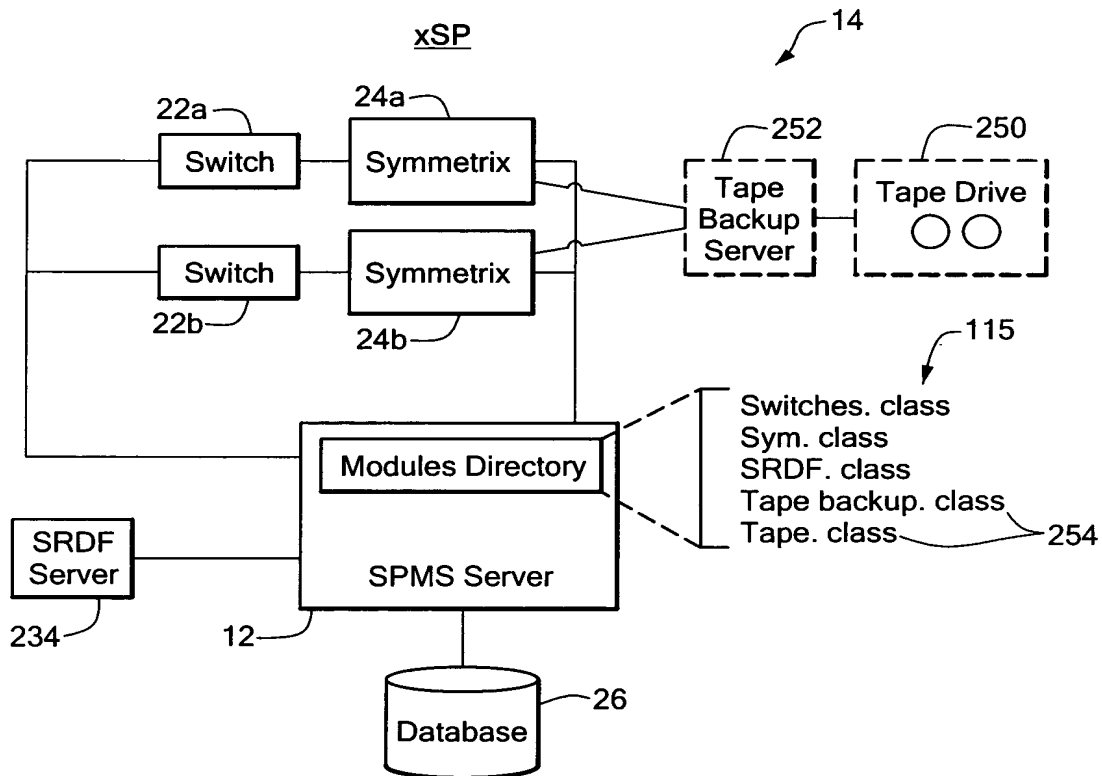 xSP
14
22a
24a
252
250
Switch
Symmetrix
Tape
Backup
Server
Tape Drive
Switch
Symmetrix
22b
24b
115
Switches. class
Sym. class
SRDF. class
Tape backup. class
Tape. class
254
Modules Directory
SPMS Server
SRDF
Server
234
12
Database
26